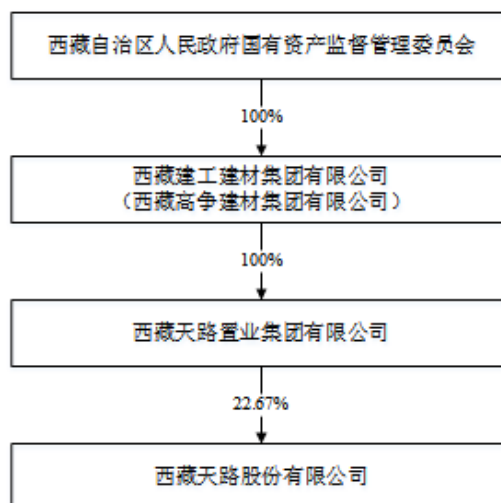 西藏自治区人民政府国有资产监督管理委员会
100%
西藏建工建材集团有限公司
（西藏高争建材集团有限公司）
100%
西藏天路置业集团有限公司
22.67%
西藏天路股份有限公司